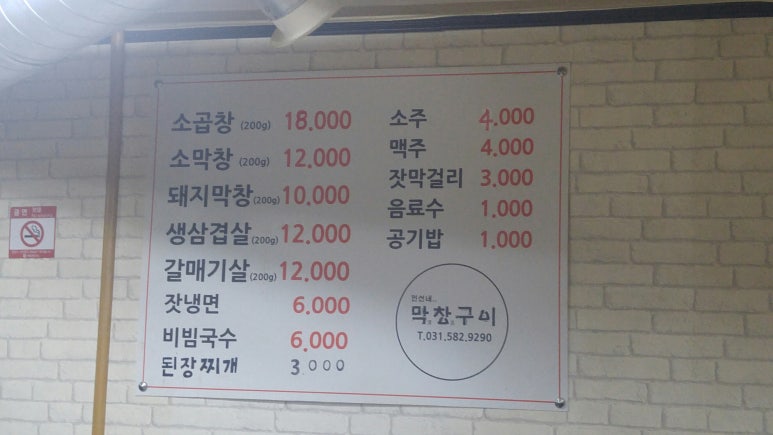 소곱창 (200g) 18.000
소막창 (200g) 12.000
돼지막창 (200g) 10.000
생삼겹살 (200g) 12.000
갈매기살 (200g) 12.000
잣냉면 6.000
비빔국수 6.000
된장찌개 3.000
소주 4.000
맥주 4.000
잣막걸리 3.000
음료수 1.000
공기밥 1.000
막창구이
T.031.582.9290
금연